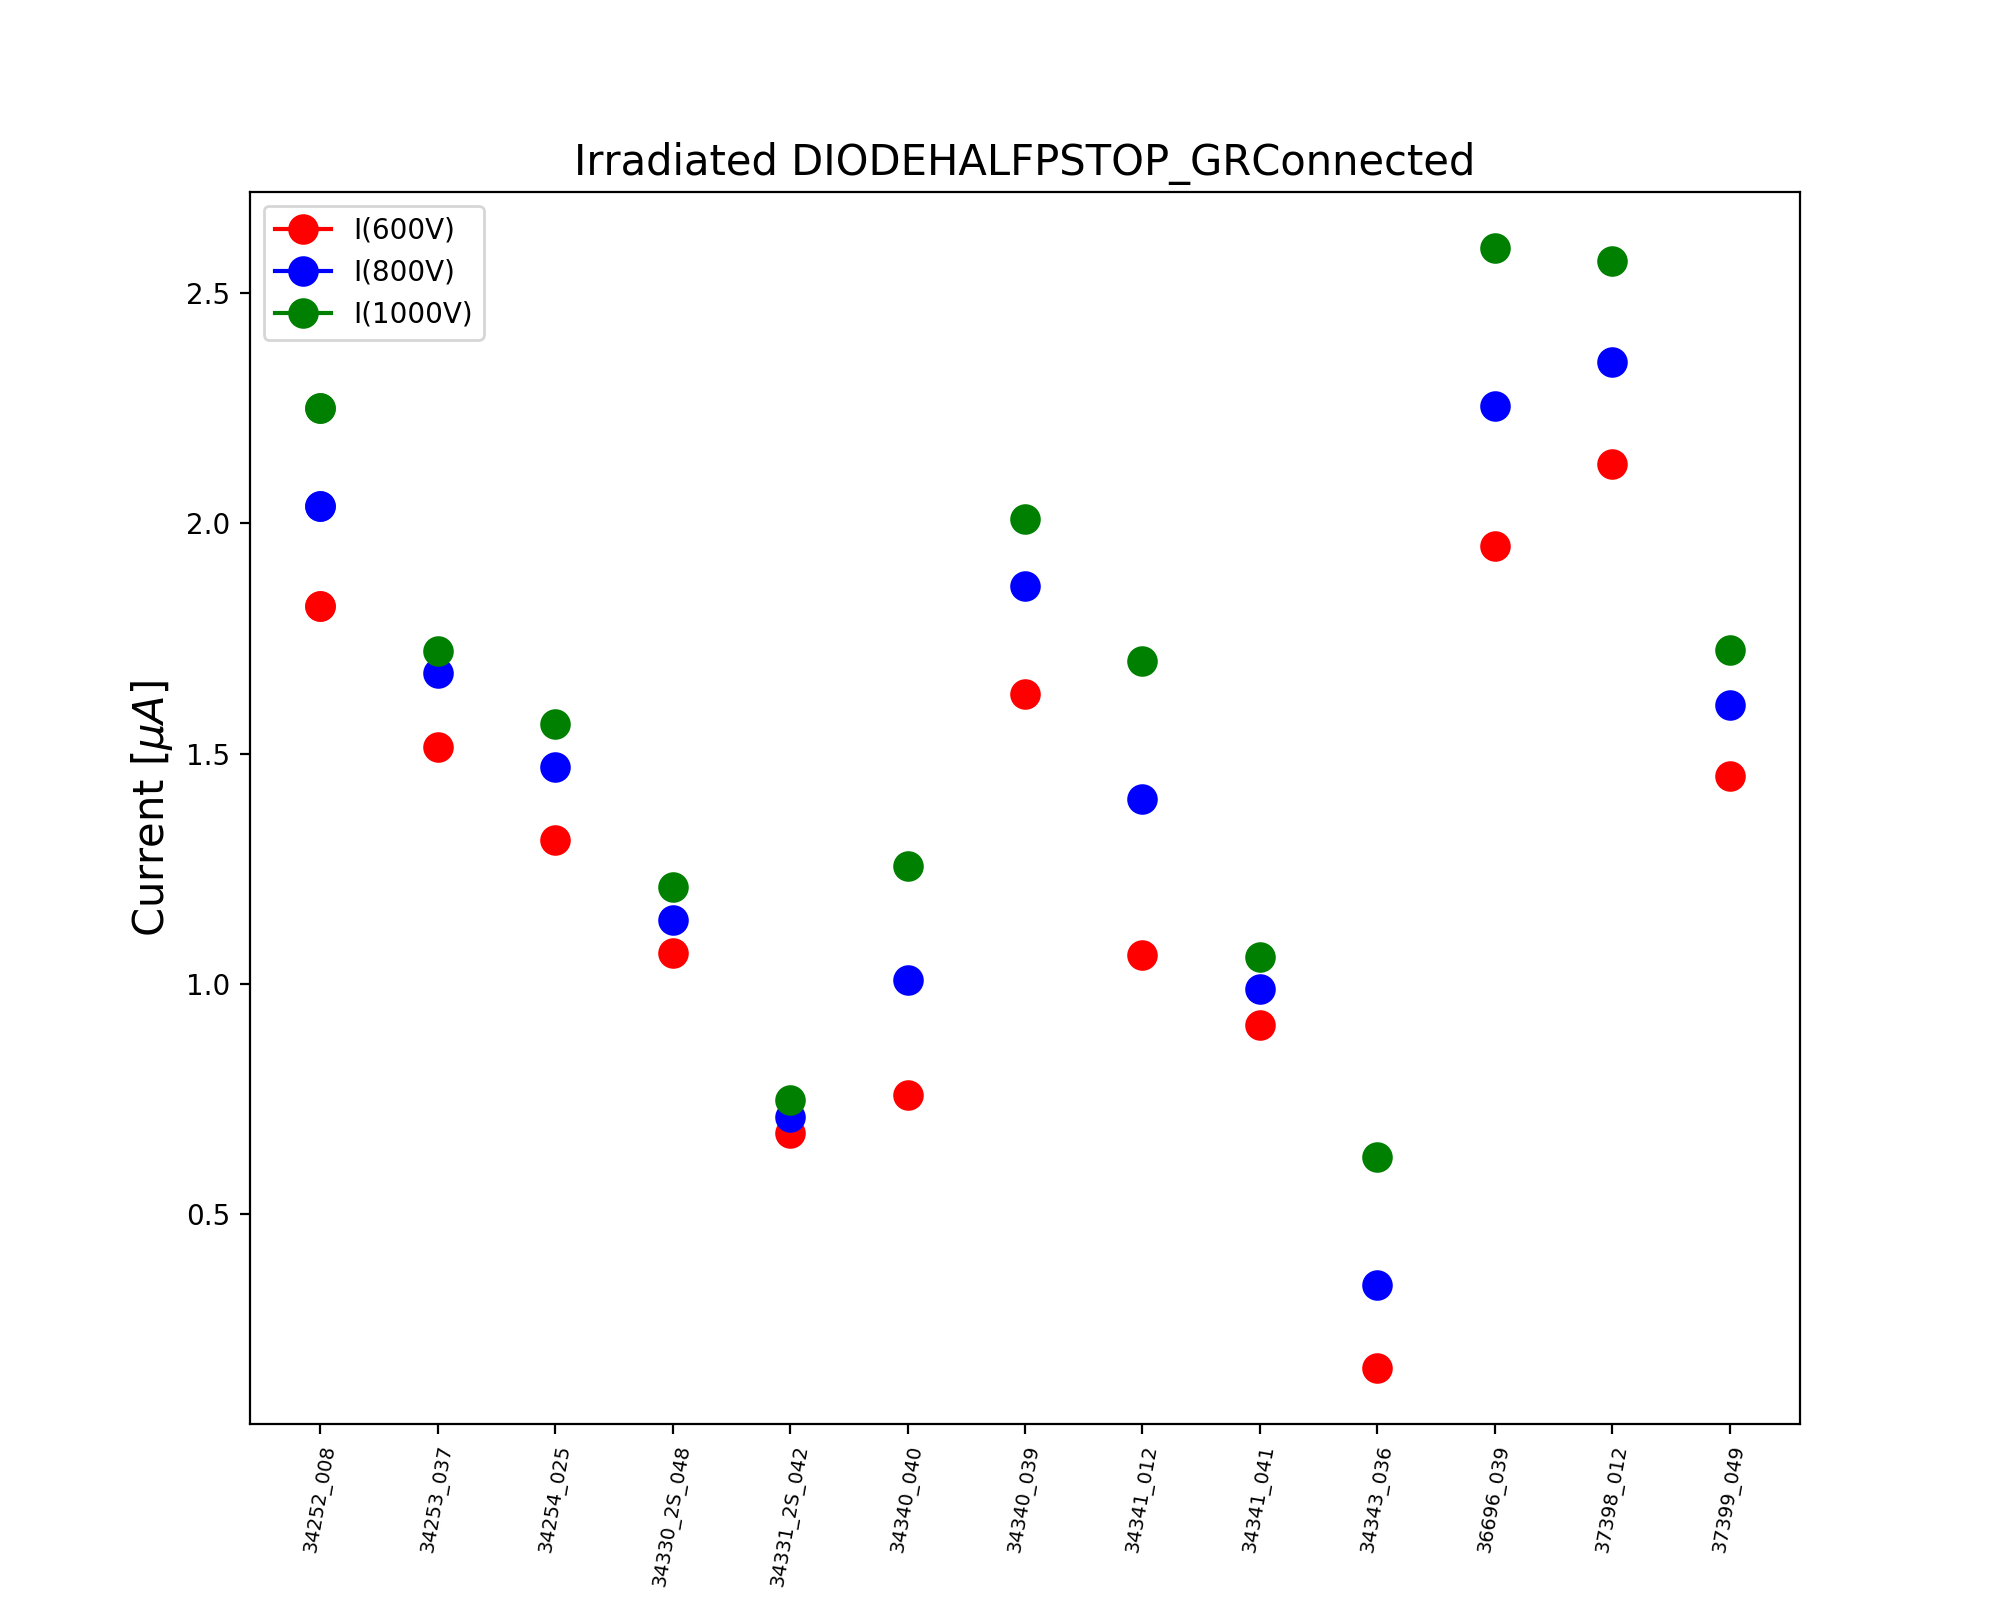 Irradiated DIODEHALFPSTOP_GRConnected
I(600V)
I(800V)
I(1000V)
Current [µA]
2.5
2.0
1.5
1.0
0.5
34252_008
34253_037
34254_025
34330_2S_048
34331_2S_042
34340_040
34340_039
34341_012
34341_041
34343_036
36696_039
37398_012
37399_049